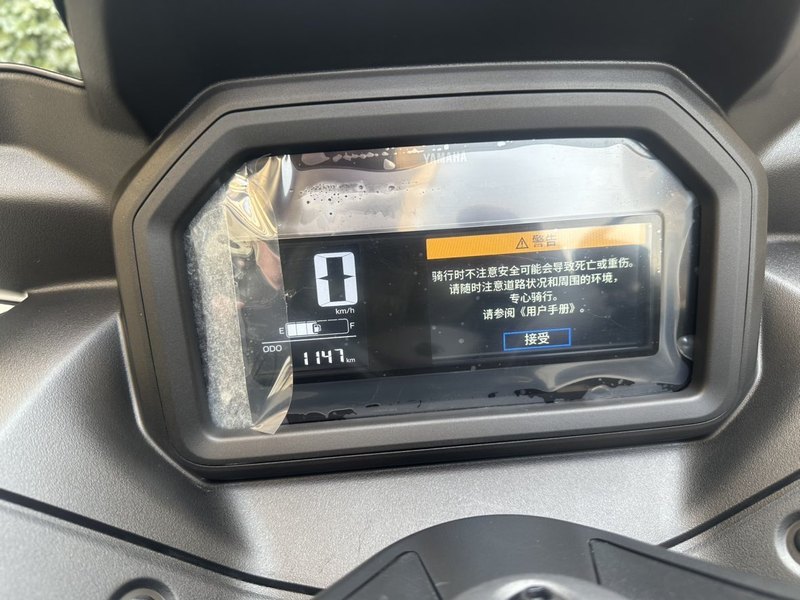 YAMAHA
警告
骑行时不注意安全可能会导致死亡或重伤。
请随时注意道路状况和周围的环境，
专心骑行。
请参阅《用户手册》。
接受
0
km/h
E F
ODO
1147 km